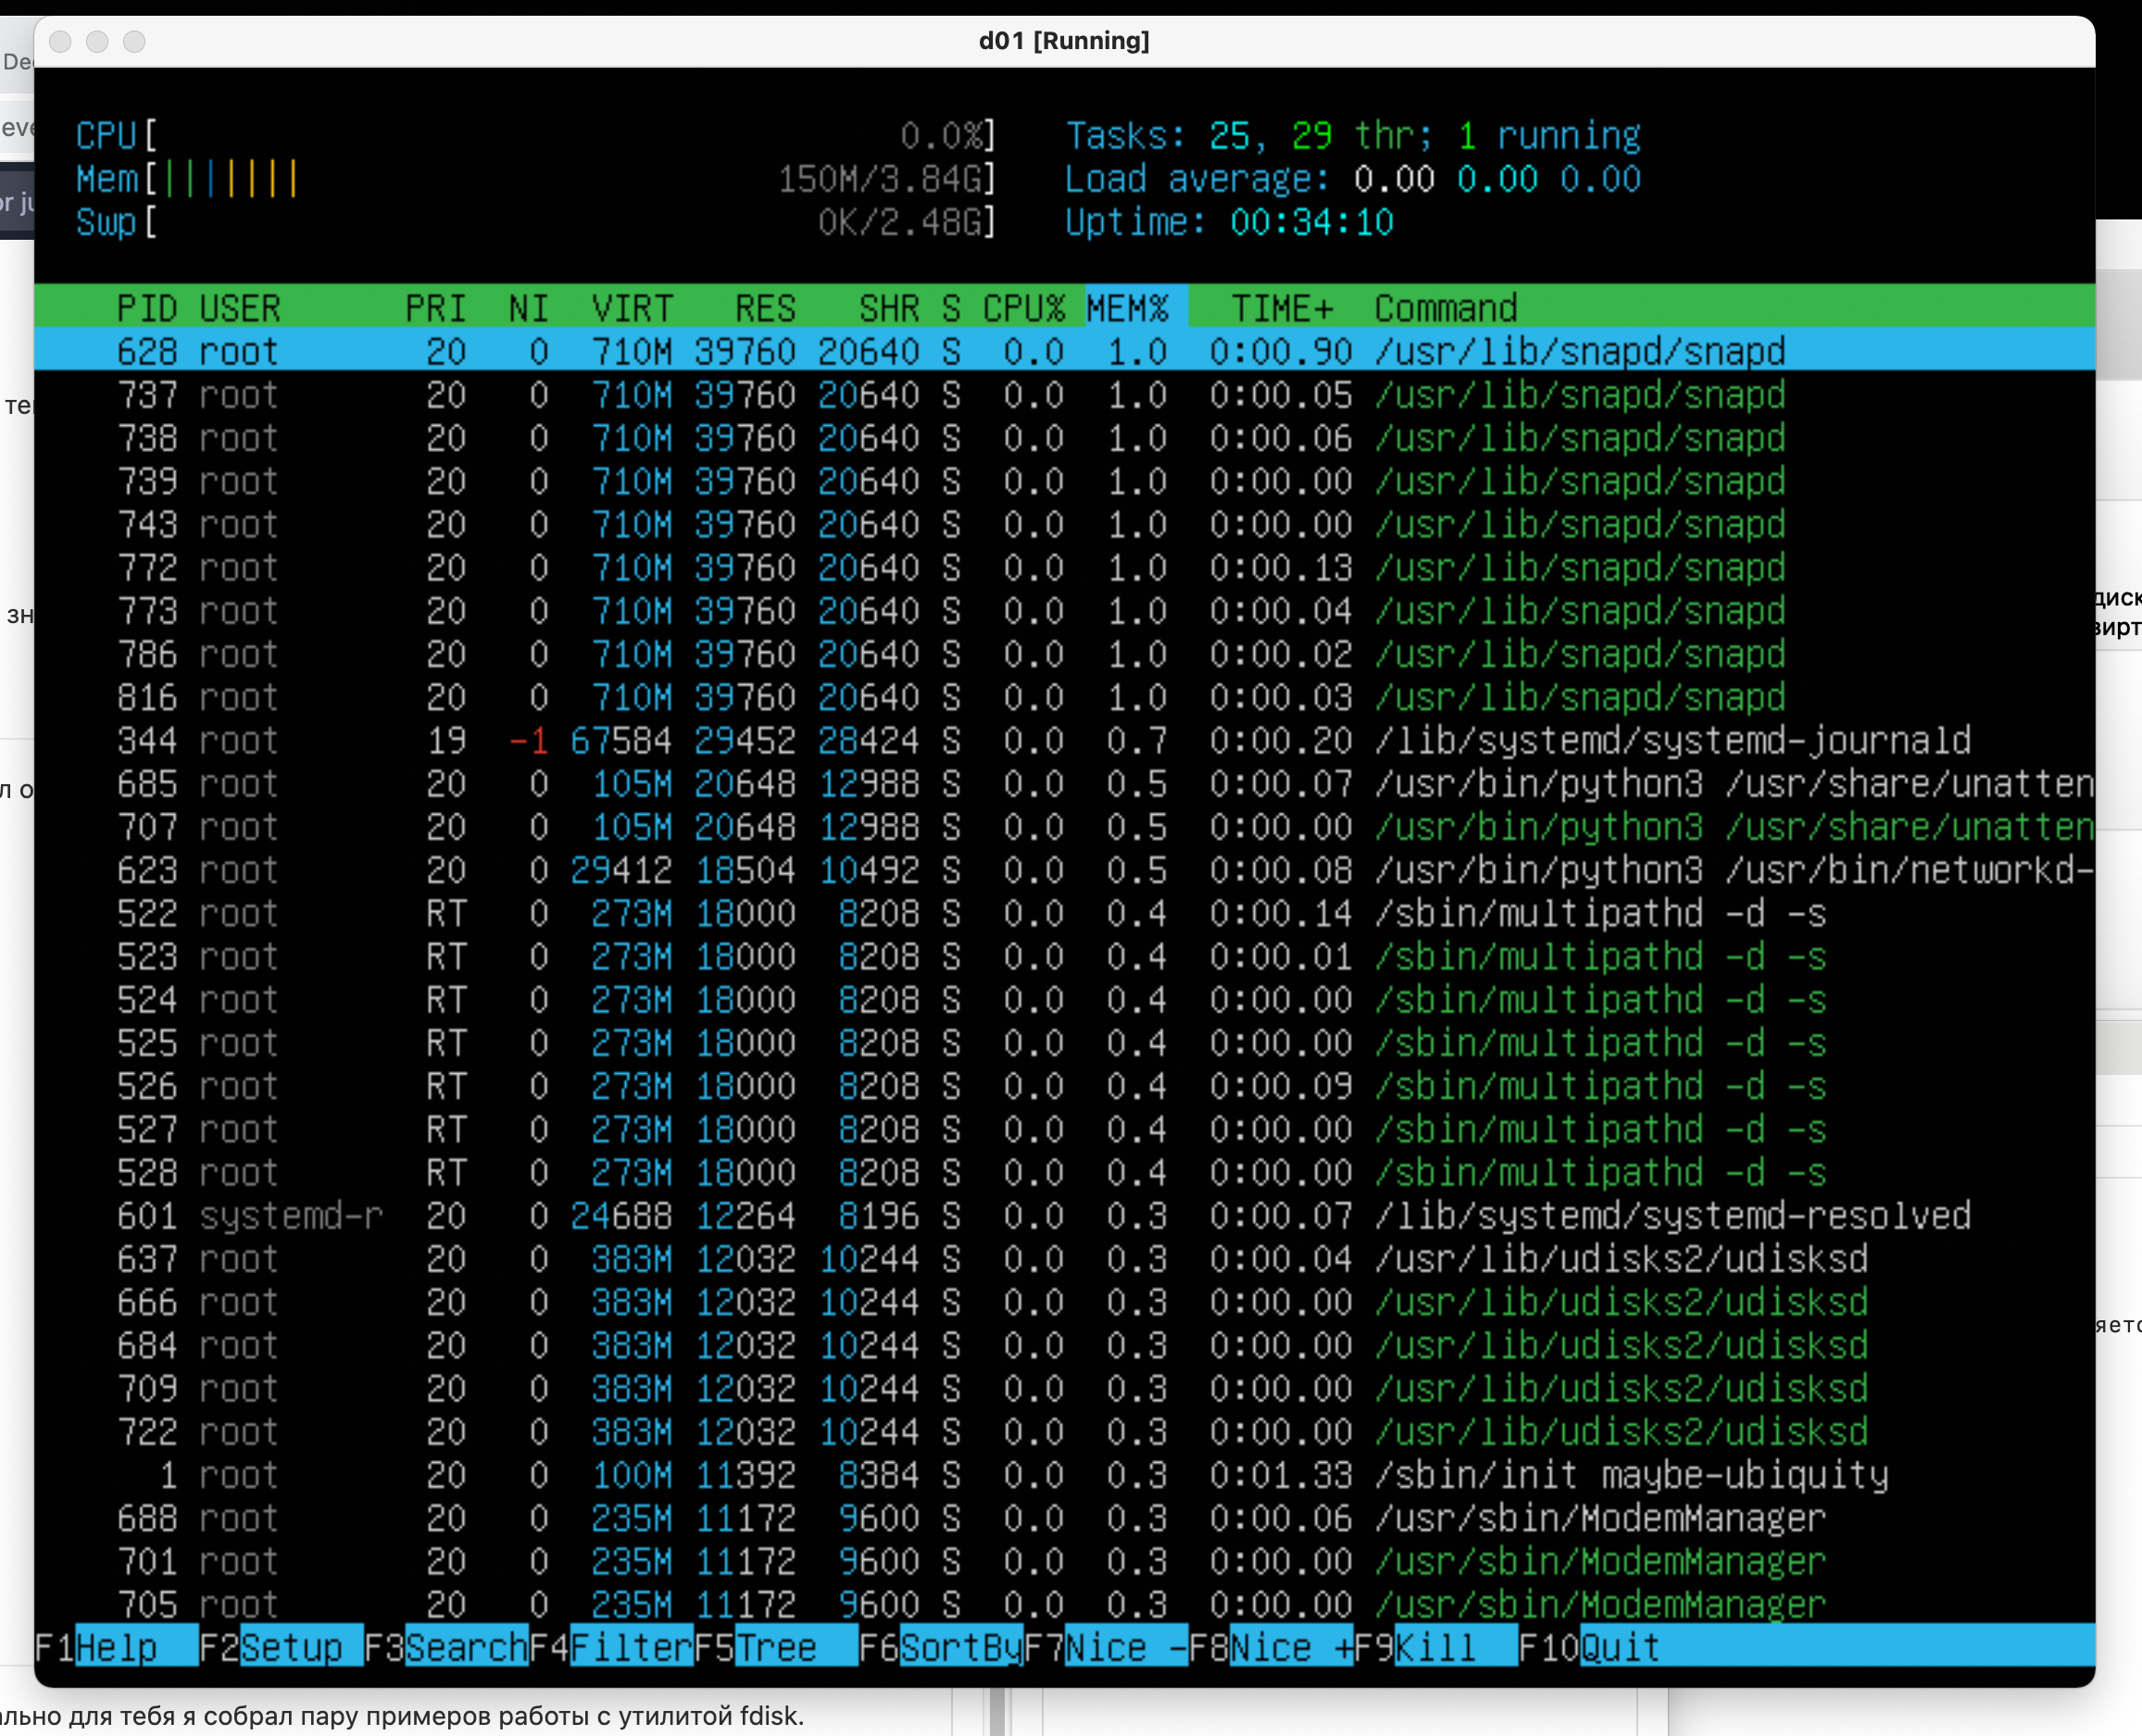 d01 [Running]
CPU[ 0.0%] Tasks: 25, 29 thr; 1 running
Mem[||||||| 150M/3.84G] Load average: 0.00 0.00 0.00
Swp[ 0K/2.48G] Uptime: 00:34:10
PID USER PRI NI VIRT RES SHR S CPU% MEM% TIME+ Command
628 root 20 0 710M 39760 20640 S 0.0 1.0 0:00.90 /usr/lib/snapd/snapd
737 root 20 0 710M 39760 20640 S 0.0 1.0 0:00.05 /usr/lib/snapd/snapd
738 root 20 0 710M 39760 20640 S 0.0 1.0 0:00.06 /usr/lib/snapd/snapd
739 root 20 0 710M 39760 20640 S 0.0 1.0 0:00.00 /usr/lib/snapd/snapd
743 root 20 0 710M 39760 20640 S 0.0 1.0 0:00.00 /usr/lib/snapd/snapd
772 root 20 0 710M 39760 20640 S 0.0 1.0 0:00.13 /usr/lib/snapd/snapd
773 root 20 0 710M 39760 20640 S 0.0 1.0 0:00.04 /usr/lib/snapd/snapd
786 root 20 0 710M 39760 20640 S 0.0 1.0 0:00.02 /usr/lib/snapd/snapd
816 root 20 0 710M 39760 20640 S 0.0 1.0 0:00.03 /usr/lib/snapd/snapd
344 root 19 -1 67584 29452 28424 S 0.0 0.7 0:00.20 /lib/systemd/systemd-journald
685 root 20 0 105M 20648 12988 S 0.0 0.5 0:00.07 /usr/bin/python3 /usr/share/unatten
707 root 20 0 105M 20648 12988 S 0.0 0.5 0:00.00 /usr/bin/python3 /usr/share/unatten
623 root 20 0 29412 18504 10492 S 0.0 0.5 0:00.08 /usr/bin/python3 /usr/bin/networkd-
522 root RT 0 273M 18000 8208 S 0.0 0.4 0:00.14 /sbin/multipathd -d -s
523 root RT 0 273M 18000 8208 S 0.0 0.4 0:00.01 /sbin/multipathd -d -s
524 root RT 0 273M 18000 8208 S 0.0 0.4 0:00.00 /sbin/multipathd -d -s
525 root RT 0 273M 18000 8208 S 0.0 0.4 0:00.00 /sbin/multipathd -d -s
526 root RT 0 273M 18000 8208 S 0.0 0.4 0:00.09 /sbin/multipathd -d -s
527 root RT 0 273M 18000 8208 S 0.0 0.4 0:00.00 /sbin/multipathd -d -s
528 root RT 0 273M 18000 8208 S 0.0 0.4 0:00.00 /sbin/multipathd -d -s
601 systemd-r 20 0 24688 12264 8196 S 0.0 0.3 0:00.07 /lib/systemd/systemd-resolved
637 root 20 0 383M 12032 10244 S 0.0 0.3 0:00.04 /usr/lib/udisks2/udisksd
666 root 20 0 383M 12032 10244 S 0.0 0.3 0:00.00 /usr/lib/udisks2/udisksd
684 root 20 0 383M 12032 10244 S 0.0 0.3 0:00.00 /usr/lib/udisks2/udisksd
709 root 20 0 383M 12032 10244 S 0.0 0.3 0:00.00 /usr/lib/udisks2/udisksd
722 root 20 0 383M 12032 10244 S 0.0 0.3 0:00.00 /usr/lib/udisks2/udisksd
1 root 20 0 100M 11392 8384 S 0.0 0.3 0:01.33 /sbin/init maybe-ubiquity
688 root 20 0 235M 11172 9600 S 0.0 0.3 0:00.06 /usr/sbin/ModemManager
701 root 20 0 235M 11172 9600 S 0.0 0.3 0:00.00 /usr/sbin/ModemManager
705 root 20 0 235M 11172 9600 S 0.0 0.3 0:00.00 /usr/sbin/ModemManager
F1Help F2Setup F3SearchF4FilterF5Tree F6SortByF7Nice -F8Nice +F9Kill F10Quit
для тебя я собрал пару примеров работы с утилитой fdisk.